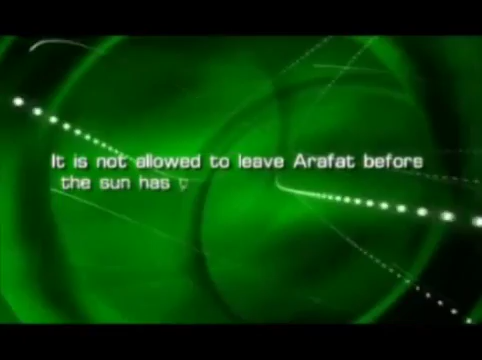 It is not allowed to leave Arafat before
the sun has